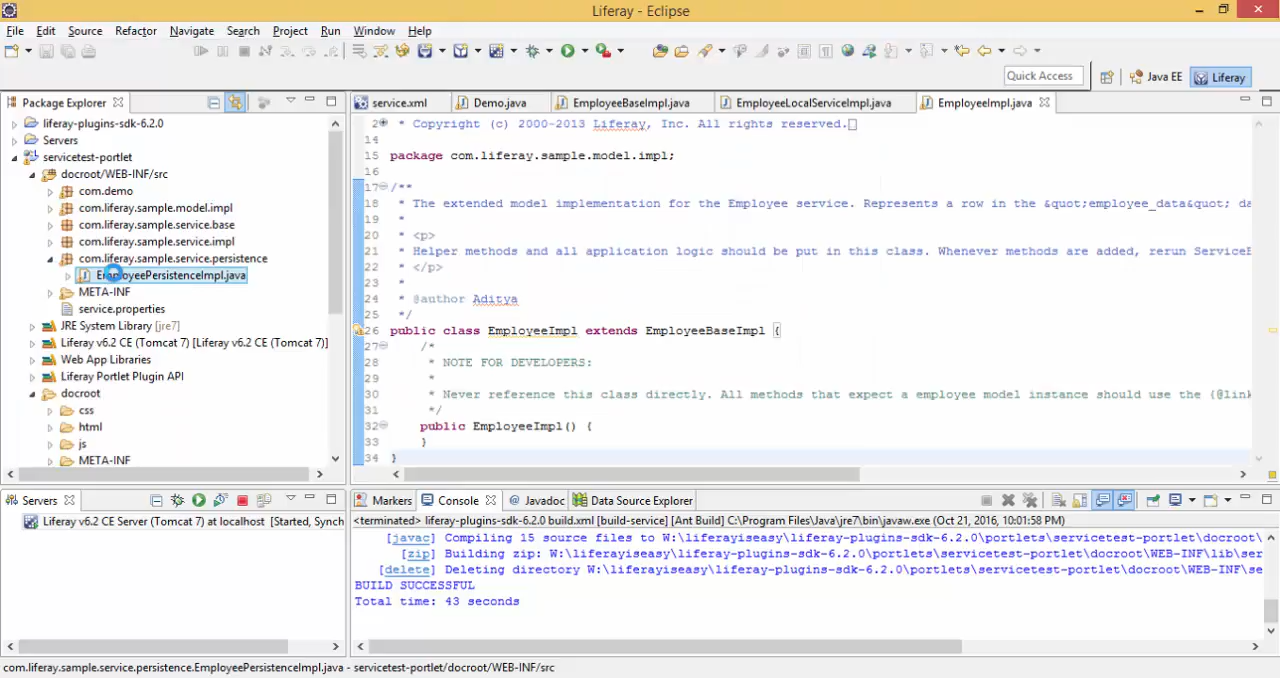 Liferay - Eclipse
File Edit Source Refactor Navigate Search Project Run Window Help
Quick Access Java EE Liferay
Package Explorer
liferay-plugins-sdk-6.2.0
Servers
servicetest-portlet
docroot/WEB-INF/src
com.demo
com.liferay.sample.model.impl
com.liferay.sample.service.base
com.liferay.sample.service.impl
com.liferay.sample.service.persistence
EmployeePersistenceImpl.java
META-INF
service.properties
JRE System Library [jre7]
Liferay v6.2 CE (Tomcat 7) [Liferay v6.2 CE (Tomcat 7)]
Web App Libraries
Liferay Portlet Plugin API
docroot
css
html
js
META-INF
service.xml Demo.java EmployeeBaseImpl.java EmployeeLocalServiceImpl.java EmployeeImpl.java
2 * Copyright (c) 2000-2013 Liferay, Inc. All rights reserved.
14
15 package com.liferay.sample.model.impl;
16
17 /**
18 * The extended model implementation for the Employee service. Represents a row in the &quot;employee_data&quot; da
19 *
20 * <p>
21 * Helper methods and all application logic should be put in this class. Whenever methods are added, rerun ServiceB
22 * </p>
23 *
24 * @author Aditya
25 */
26 public class EmployeeImpl extends EmployeeBaseImpl {
27 /*
28 * NOTE FOR DEVELOPERS:
29 *
30 * Never reference this class directly. All methods that expect a employee model instance should use the {@link
31 */
32 public EmployeeImpl() {
33 }
34 }
Servers
Liferay v6.2 CE Server (Tomcat 7) at localhost [Started, Synch
Markers Console Javadoc Data Source Explorer
<terminated> liferay-plugins-sdk-6.2.0 build.xml [build-service] [Ant Build] C:\Program Files\Java\jre7\bin\javaw.exe (Oct 21, 2016, 10:01:58 PM)
[javac] Compiling 15 source files to W:\liferayiseasy\liferay-plugins-sdk-6.2.0\portlets\servicetest-portlet\docroot\
[zip] Building zip: W:\liferayiseasy\liferay-plugins-sdk-6.2.0\portlets\servicetest-portlet\docroot\WEB-INF\lib\ser
[delete] Deleting directory W:\liferayiseasy\liferay-plugins-sdk-6.2.0\portlets\servicetest-portlet\docroot\WEB-INF\se
BUILD SUCCESSFUL
Total time: 43 seconds
com.liferay.sample.service.persistence.EmployeePersistenceImpl.java - servicetest-portlet/docroot/WEB-INF/src